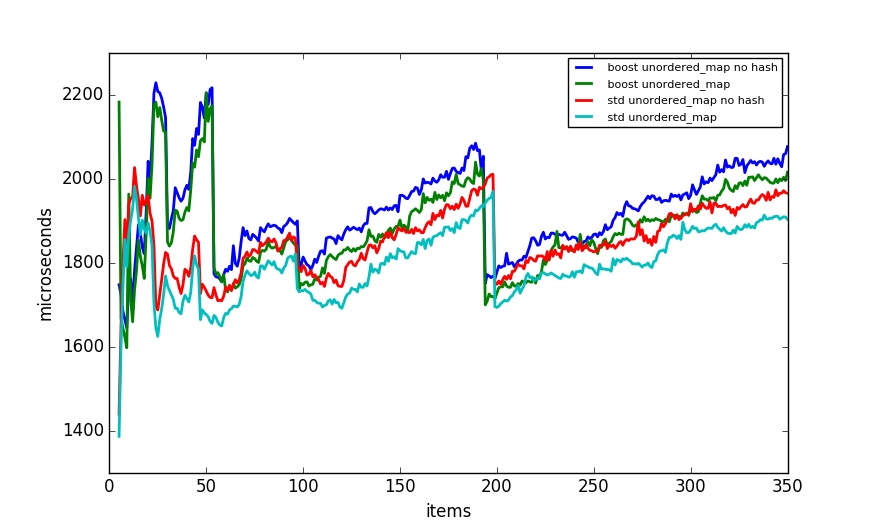 boost unordered_map no hash
boost unordered_map
std unordered_map no hash
std unordered_map
2200
2000
1800
1600
1400
microseconds
0 50 100 150 200 250 300 350
items